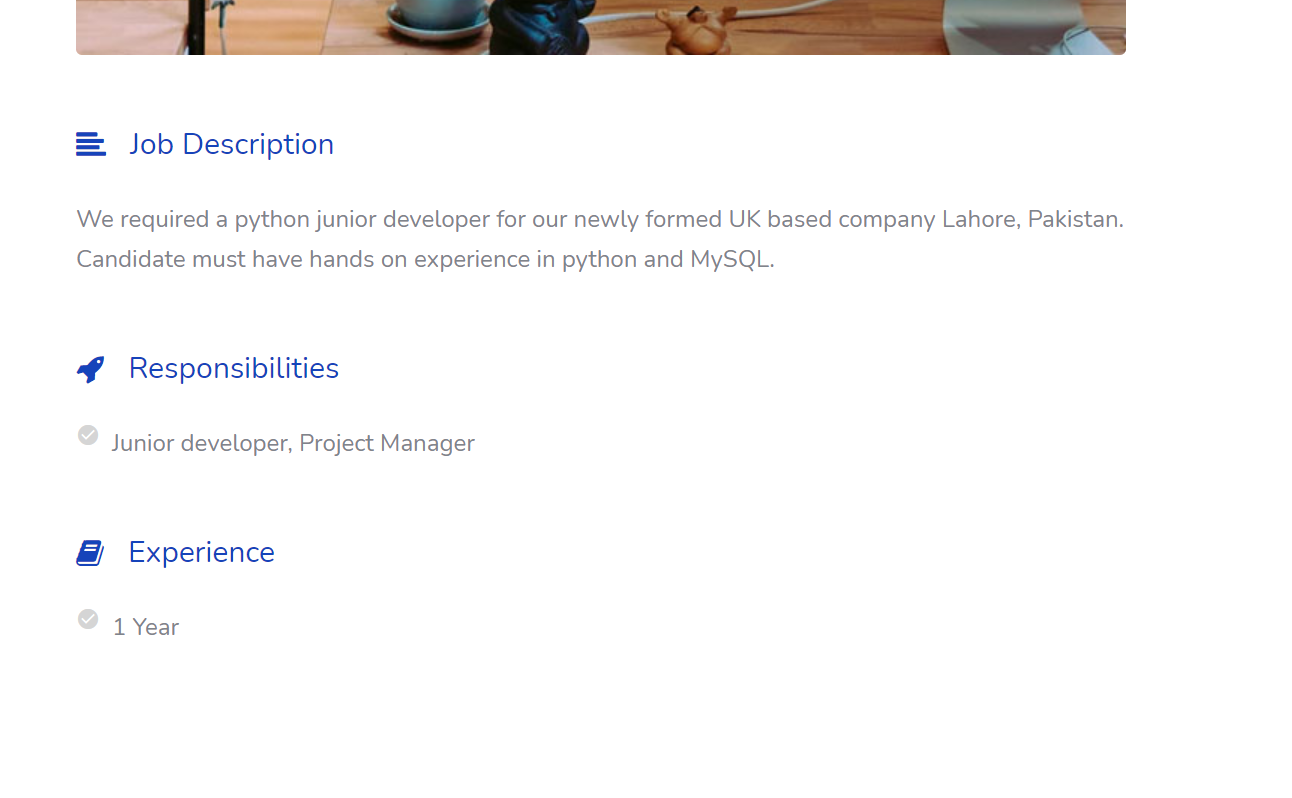 Job Description
We required a python junior developer for our newly formed UK based company Lahore, Pakistan.
Candidate must have hands on experience in python and MySQL.
Responsibilities
Junior developer, Project Manager
Experience
1 Year